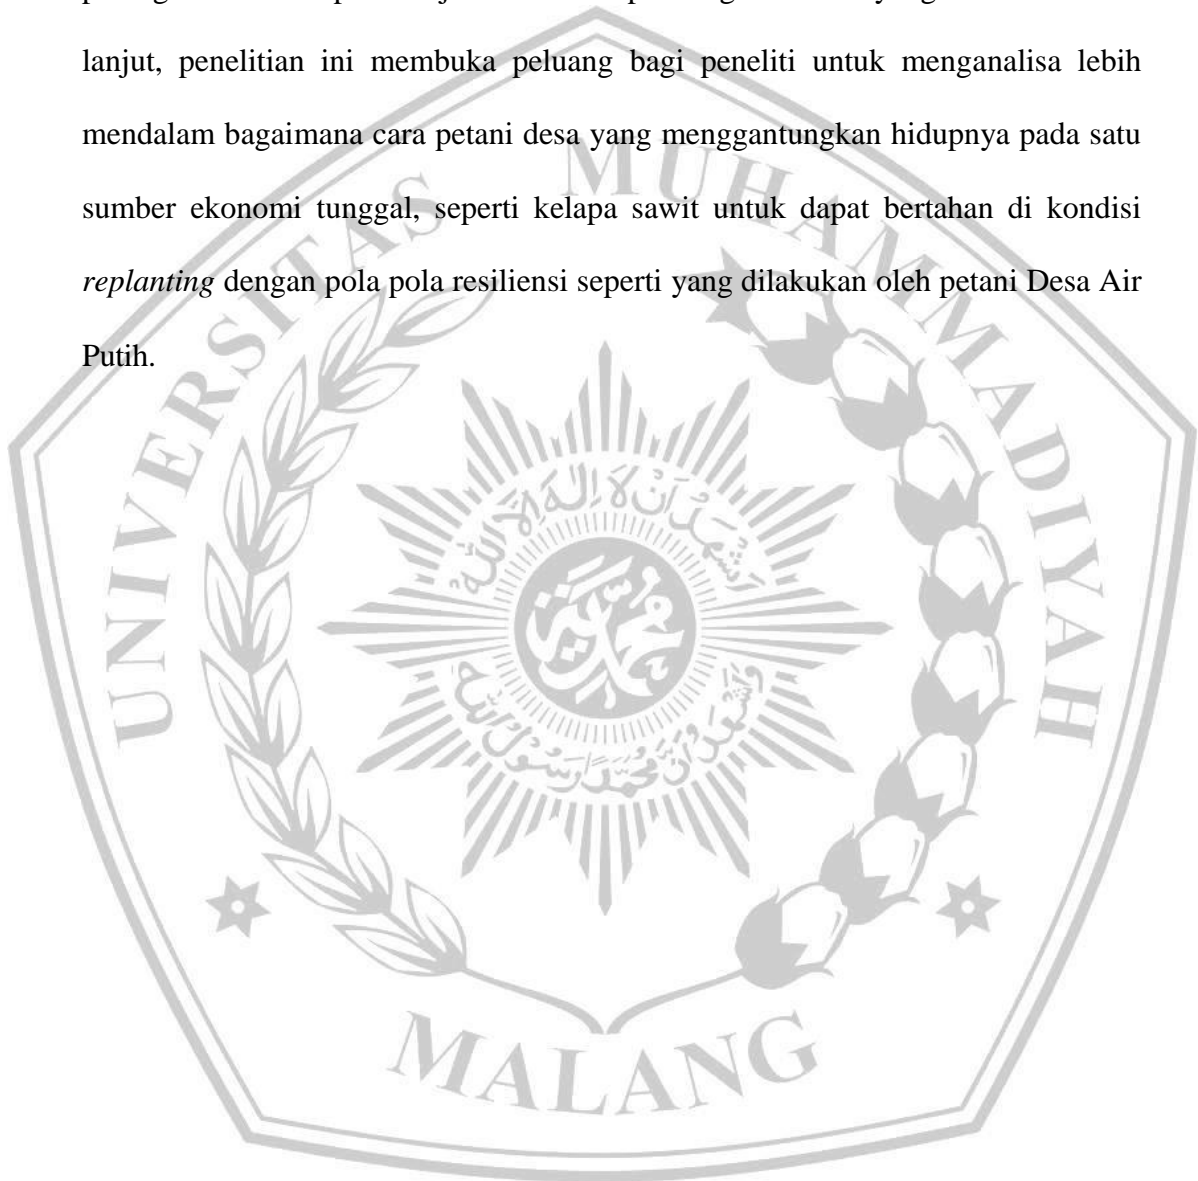 lanjut, penelitian ini membuka peluang bagi peneliti untuk menganalisa lebih
mendalam bagaimana cara petani desa yang menggantungkan hidupnya pada satu
sumber ekonomi tunggal, seperti kelapa sawit untuk dapat bertahan di kondisi
replanting dengan pola pola resiliensi seperti yang dilakukan oleh petani Desa Air
Putih.
UNIVERSITAS MUHAMMADIYAH
MALANG